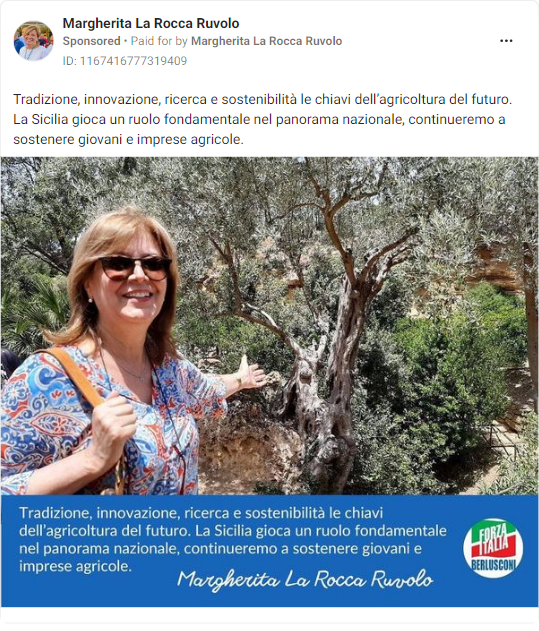 Margherita La Rocca Ruvolo
Sponsored • Paid for by Margherita La Rocca Ruvolo
ID: 1167416777319409
Tradizione, innovazione, ricerca e sostenibilità le chiavi dell'agricoltura del futuro.
La Sicilia gioca un ruolo fondamentale nel panorama nazionale, continueremo a
sostenere giovani e imprese agricole.
Tradizione, innovazione, ricerca e sostenibilità le chiavi
dell'agricoltura del futuro. La Sicilia gioca un ruolo fondamentale
nel panorama nazionale, continueremo a sostenere giovani e
imprese agricole.
Margherita La Rocca Ruvolo
FORZA
ITALIA
BERLUSCONI